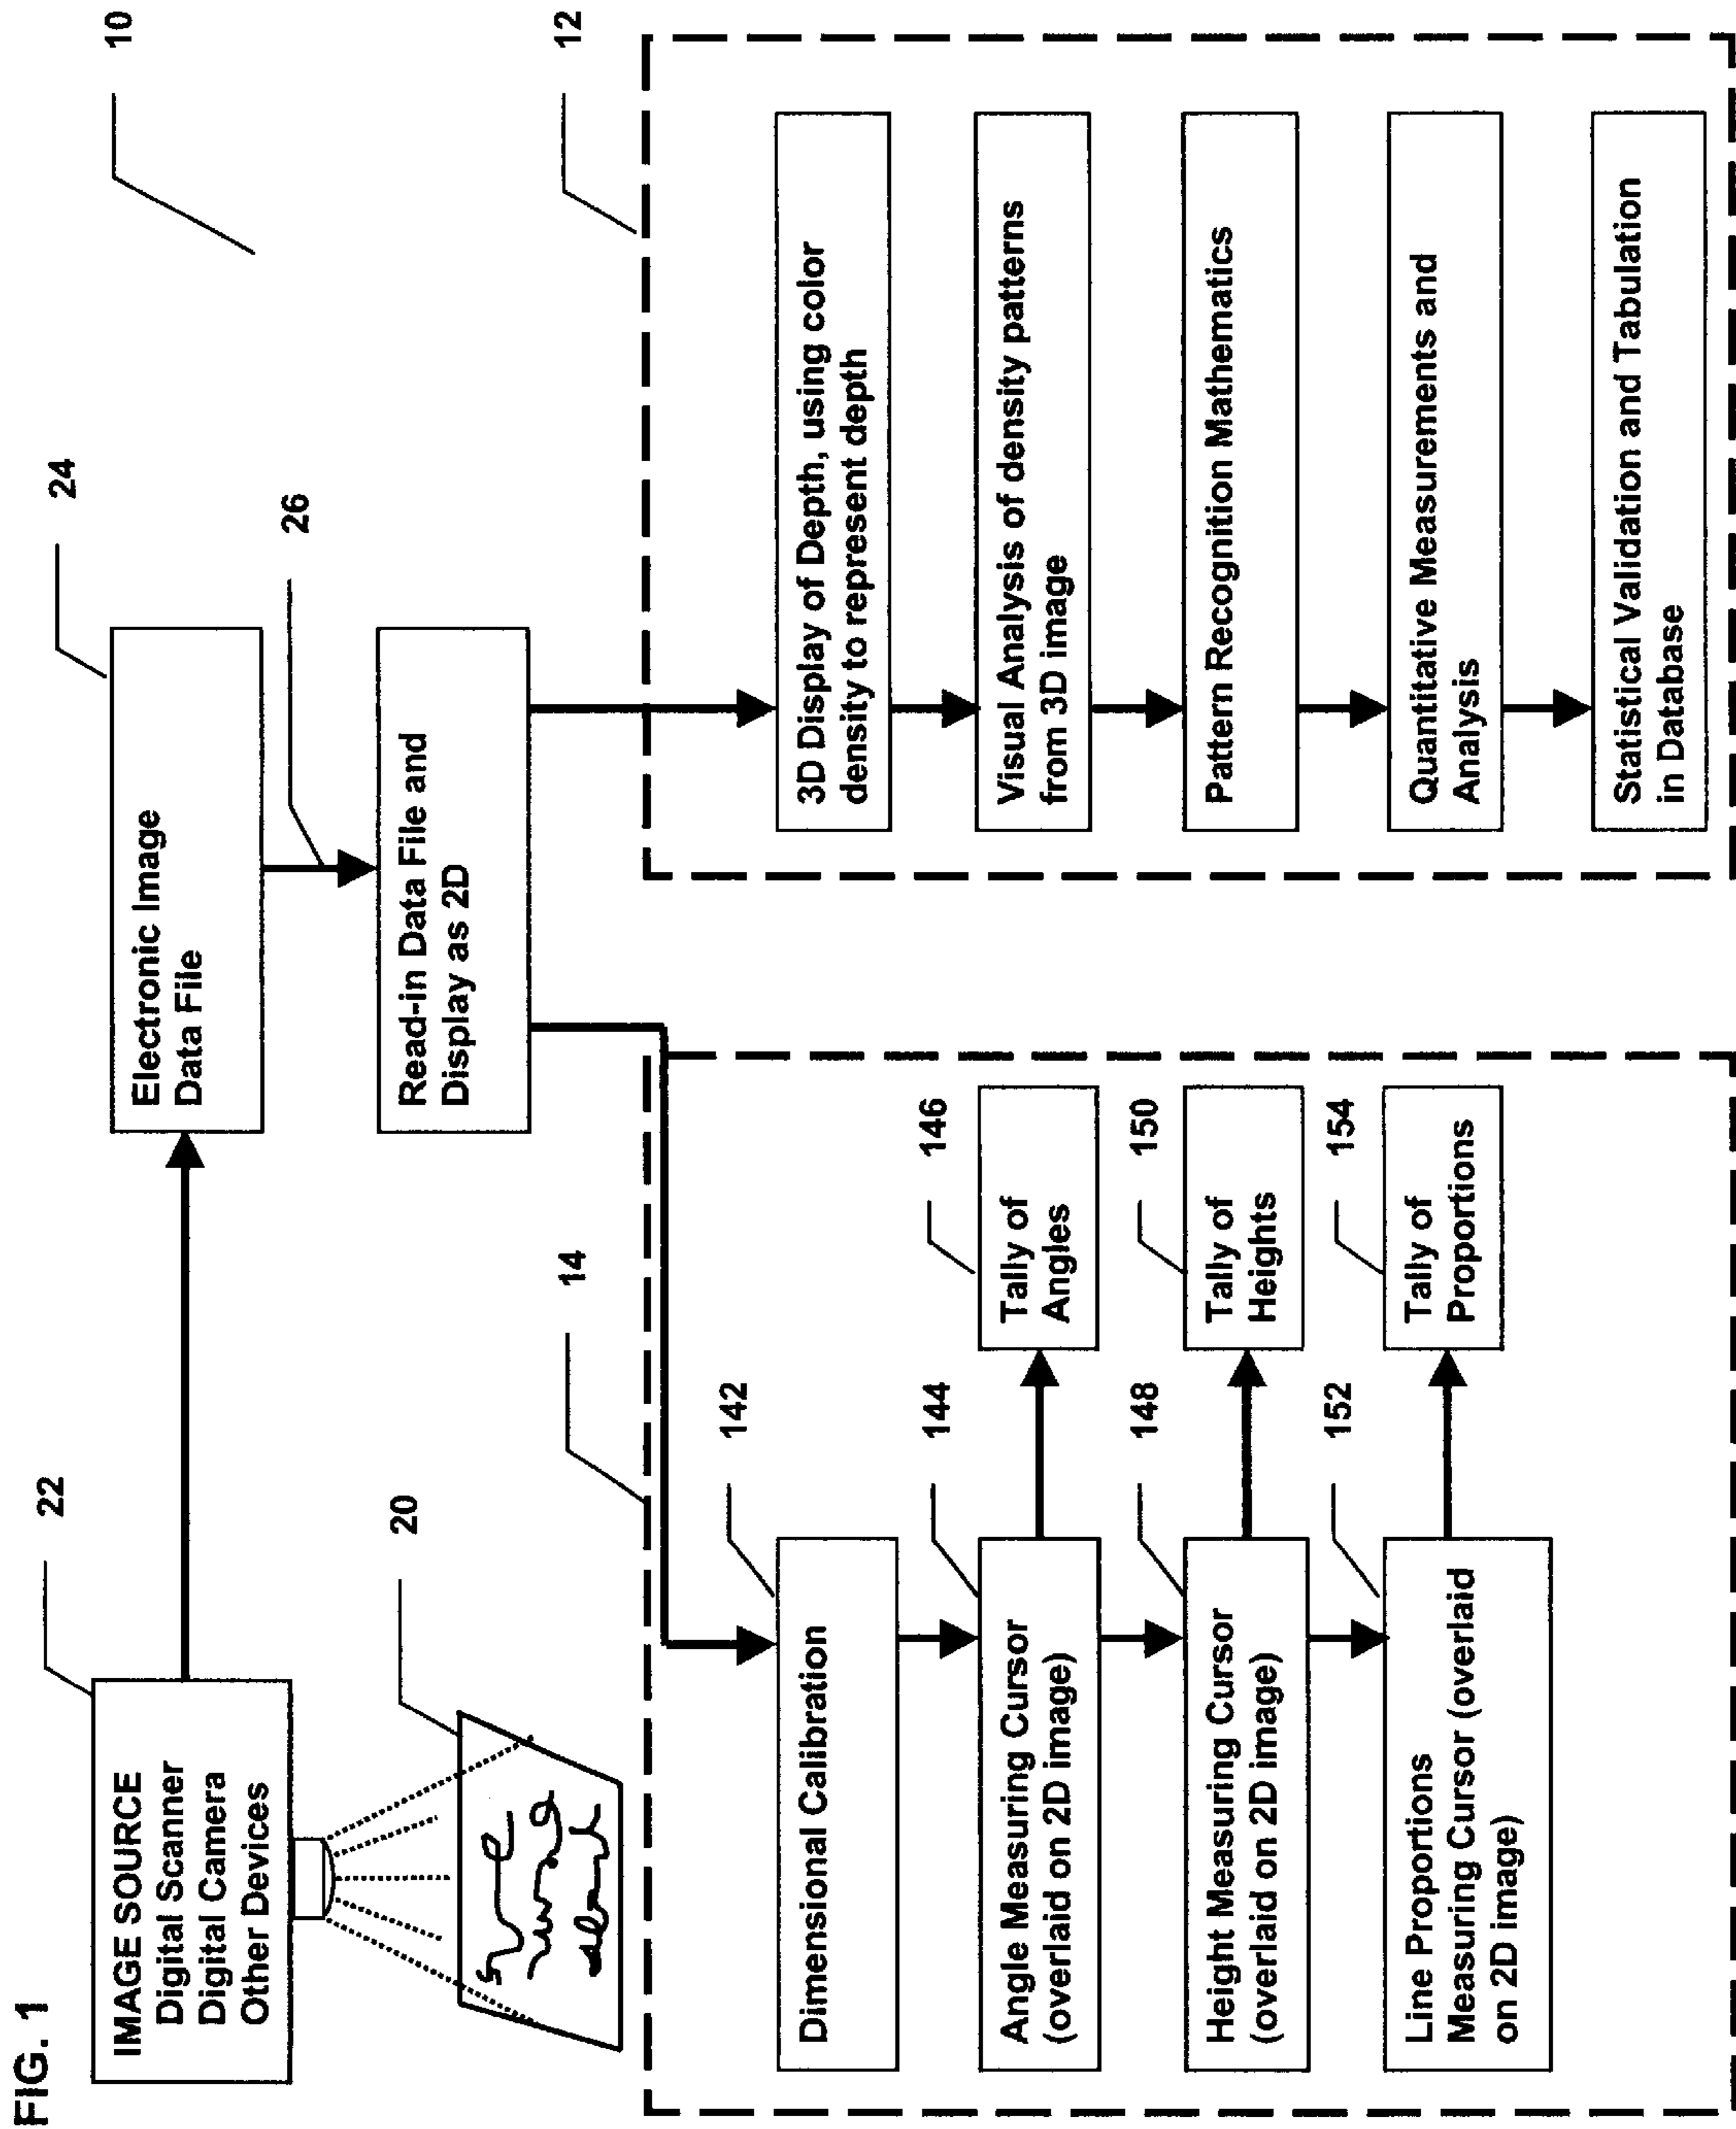 FIG. 1
10
22
IMAGE SOURCE
Digital Scanner
Digital Camera
Other Devices
24
Electronic Image
Data File
26
20
Read-in Data File and
Display as 2D
14
12
142
Dimensional Calibration
144
Angle Measuring Cursor
(overlaid on 2D image)
146
Tally of
Angles
148
Height Measuring Cursor
(overlaid on 2D image)
150
Tally of
Heights
152
Line Proportions
Measuring Cursor (overlaid
on 2D image)
154
Tally of
Proportions
3D Display of Depth, using color
density to represent depth
Visual Analysis of density patterns
from 3D image
Pattern Recognition Mathematics
Quantitative Measurements and
Analysis
Statistical Validation and Tabulation
in Database